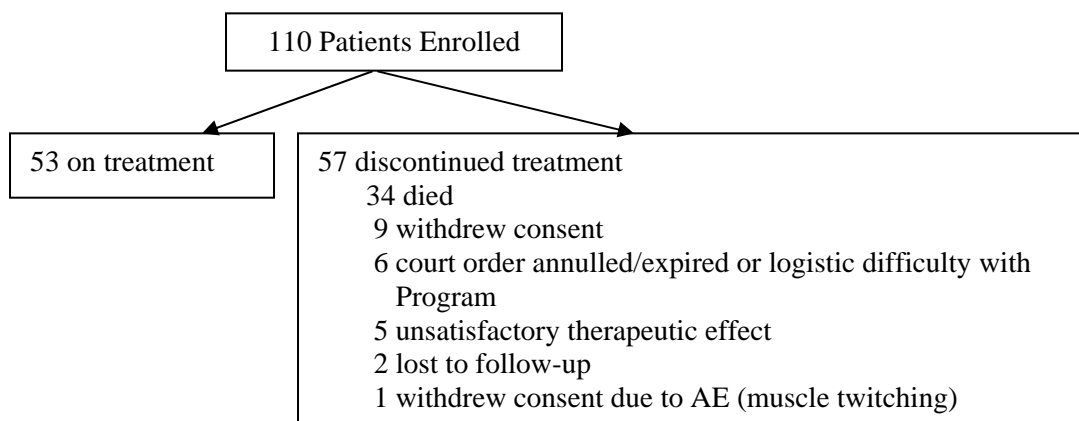 110 Patients Enrolled
53 on treatment
57 discontinued treatment
34 died
9 withdrew consent
6 court order annulled/expired or logistic difficulty with
Program
5 unsatisfactory therapeutic effect
2 lost to follow-up
1 withdrew consent due to AE (muscle twitching)